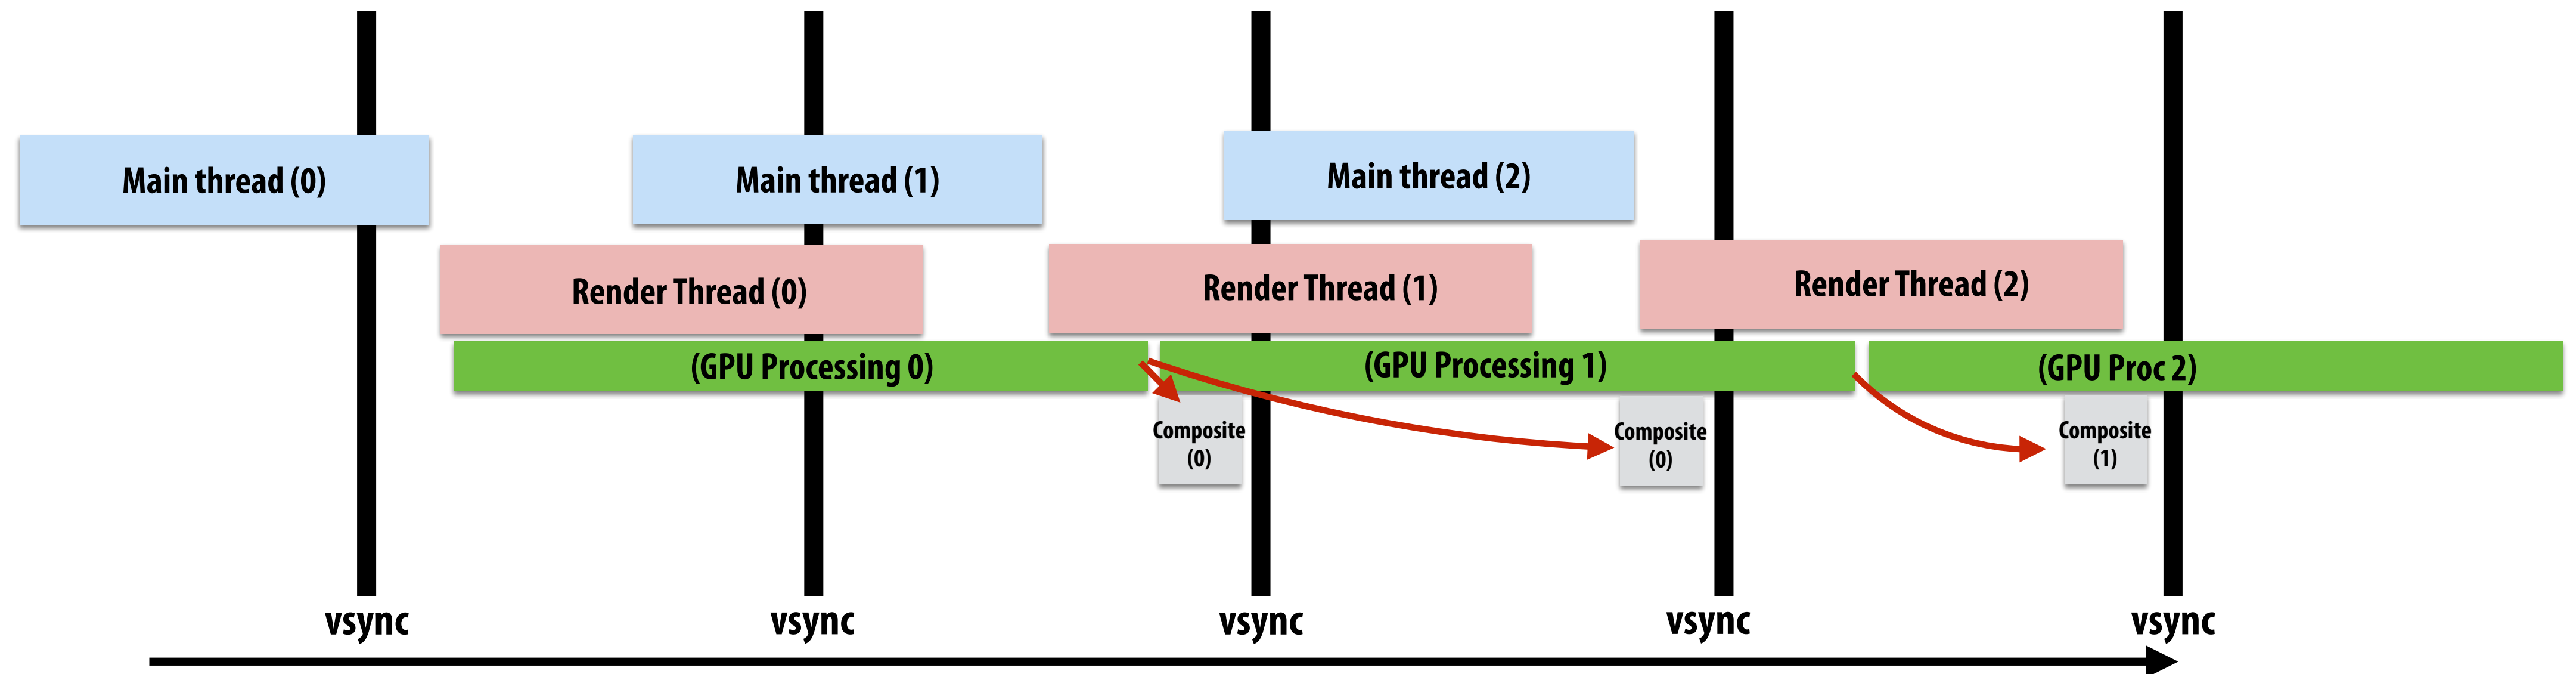 Main thread (0)
Main thread (1)
Main thread (2)
Render Thread (0)
Render Thread (1)
Render Thread (2)
(GPU Processing 0)
(GPU Processing 1)
(GPU Proc 2)
Composite
(0)
Composite
(0)
Composite
(1)
vsync
vsync
vsync
vsync
vsync